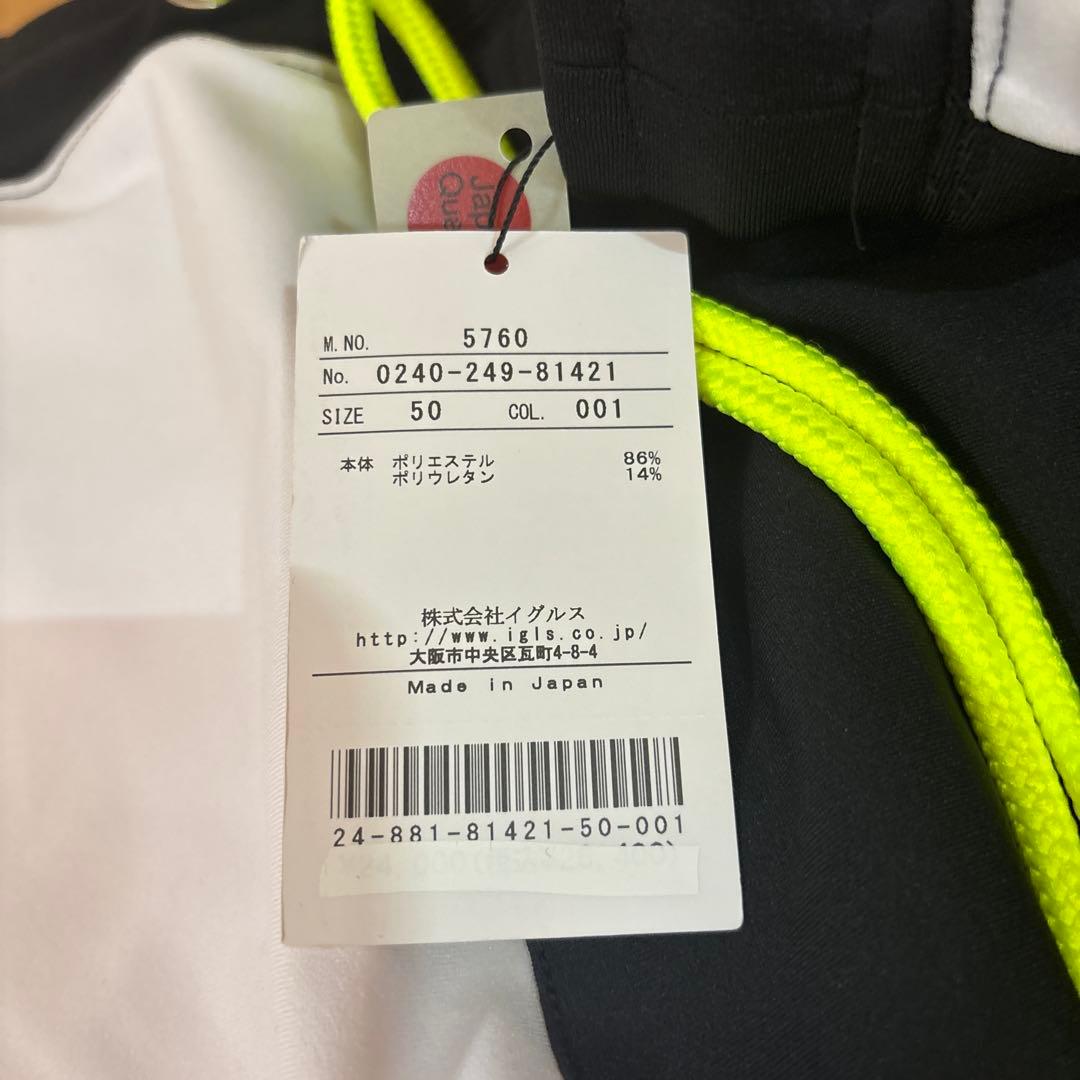 Jap
Qua
M. NO. 5760
No. 0240-249-81421
SIZE 50 COL. 001
本体 ポリエステル 86%
ポリウレタン 14%
株式会社イグルス
http://www.igls.co.jp/
大阪市中央区瓦町4-8-4
Made in Japan
24-881-81421-50-001